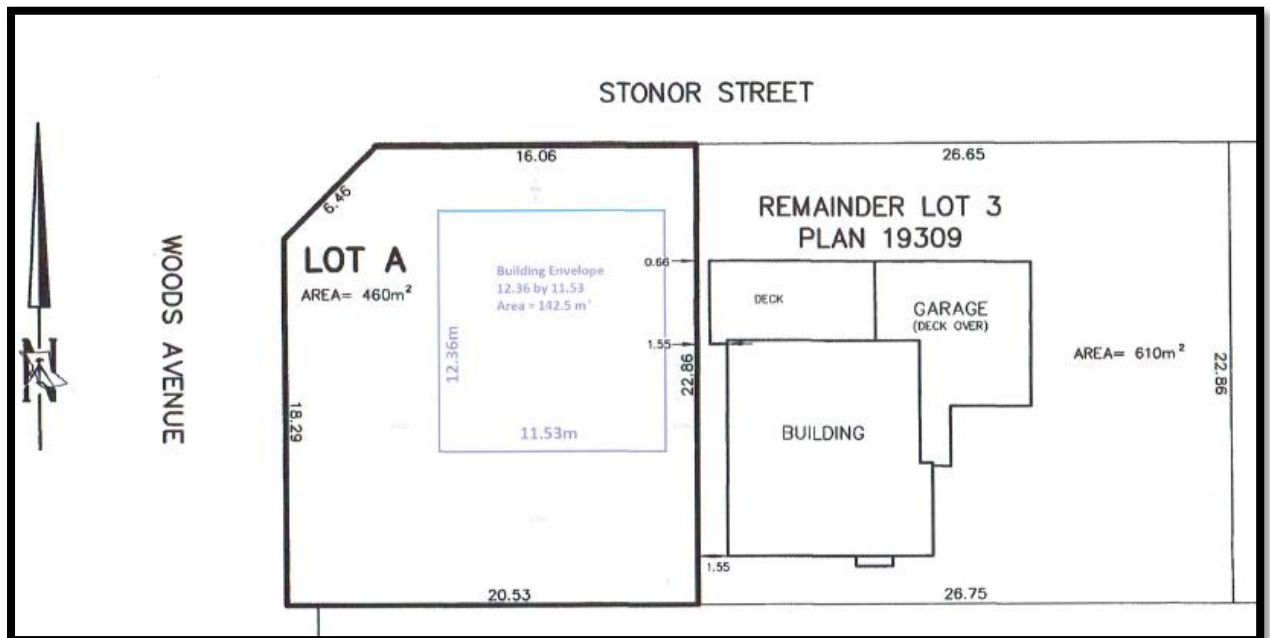 STONOR STREET
16.06
26.65
6.46
REMAINDER LOT 3
PLAN 19309
WOODS AVENUE
LOT A
AREA= 460m²
Building Envelope
12.36 by 11.53
Area = 142.5 m²
0.66
DECK
GARAGE
(DECK OVER)
1.55
AREA= 610m²
12.36m
22.86
22.86
N
18.29
11.53m
BUILDING
1.55
20.53
26.75